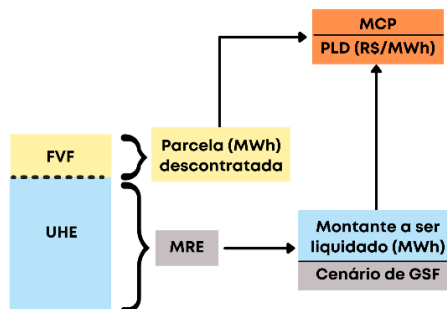 MCP
PLD (R$/MWh)
FVF
Parcela (MWh)
descontratada
UHE
MRE
Montante a ser
liquidado (MWh)
Cenário de GSF